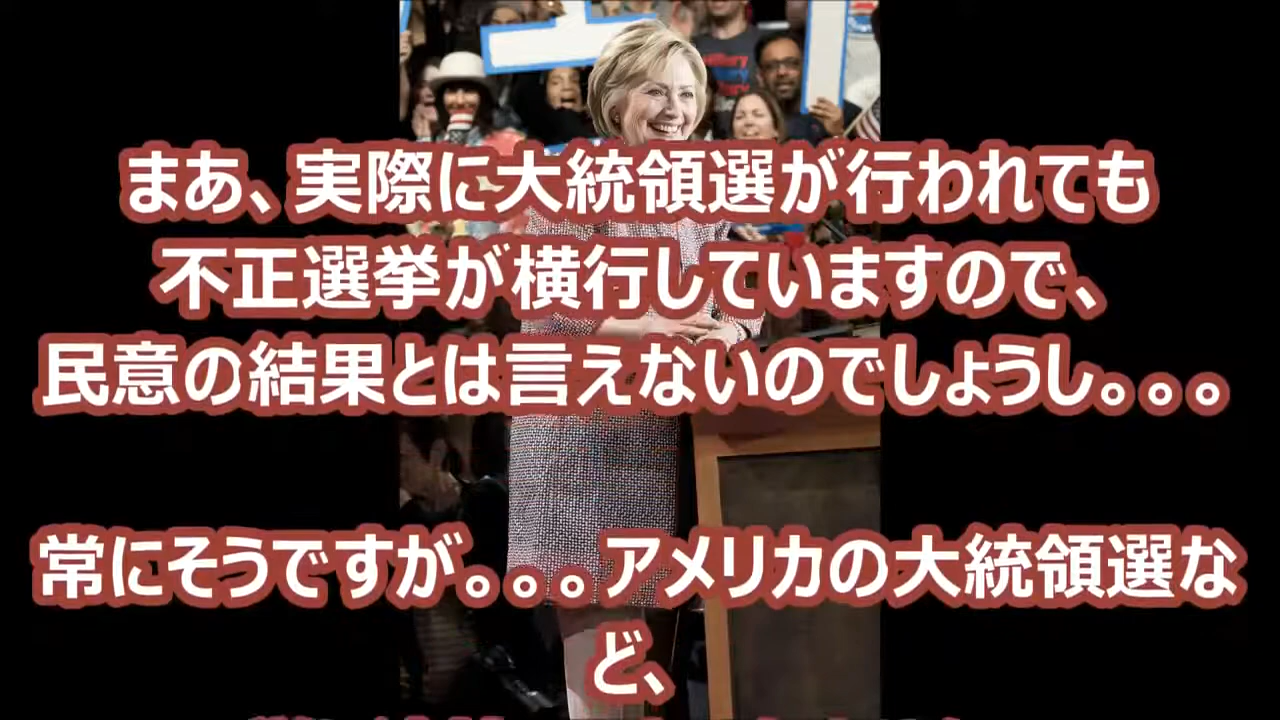 まあ、実際に大統領選が行われても
不正選挙が横行していますので、
民意の結果とは言えないのでしょうし。。。
常にそうですが。。。アメリカの大統領選な
ど、